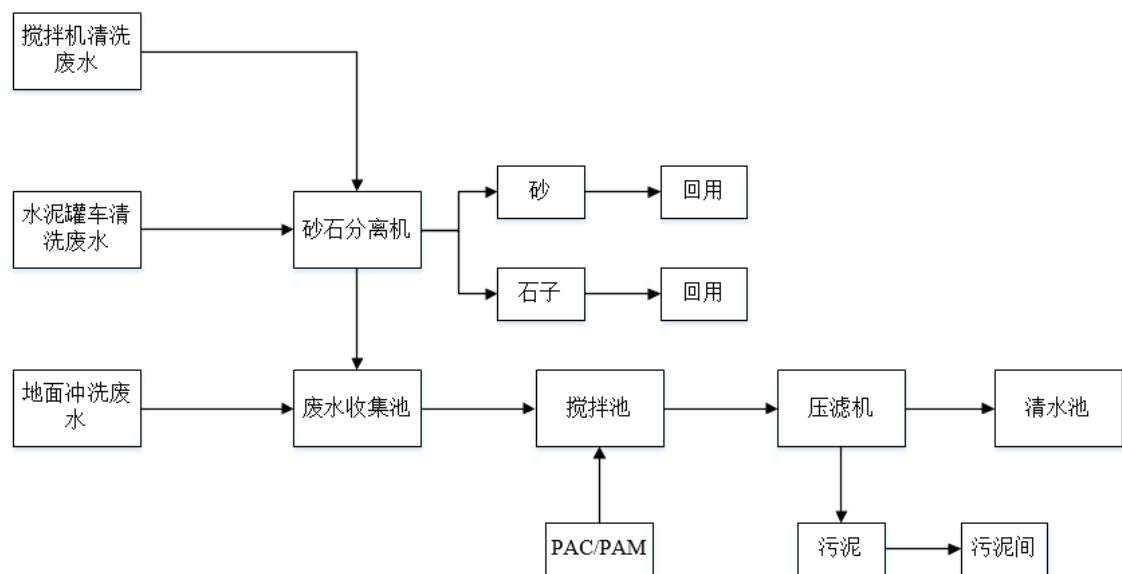 搅拌机清洗
废水
砂
回用
水泥罐车清
洗废水
砂石分离机
石子
回用
地面冲洗废
水
废水收集池
搅拌池
压滤机
清水池
PAC/PAM
污泥
污泥间